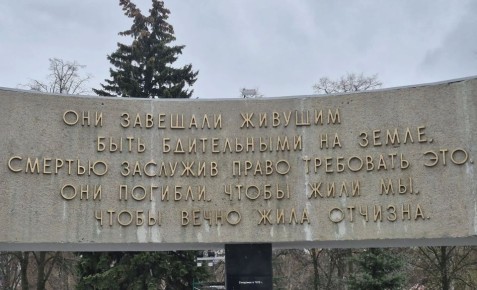 ОНИ ЗАВЕЩАЛИ ЖИВУЩИМ
БЫТЬ БДИТЕЛЬНЫМИ НА ЗЕМЛЕ,
СМЕРТЬЮ ЗАСЛУЖИВ ПРАВО ТРЕБОВАТЬ ЭТО.
ОНИ ПОГИБЛИ, ЧТОБЫ ЖИЛИ МЫ,
ЧТОБЫ ВЕЧНО ЖИЛА ОТЧИЗНА.